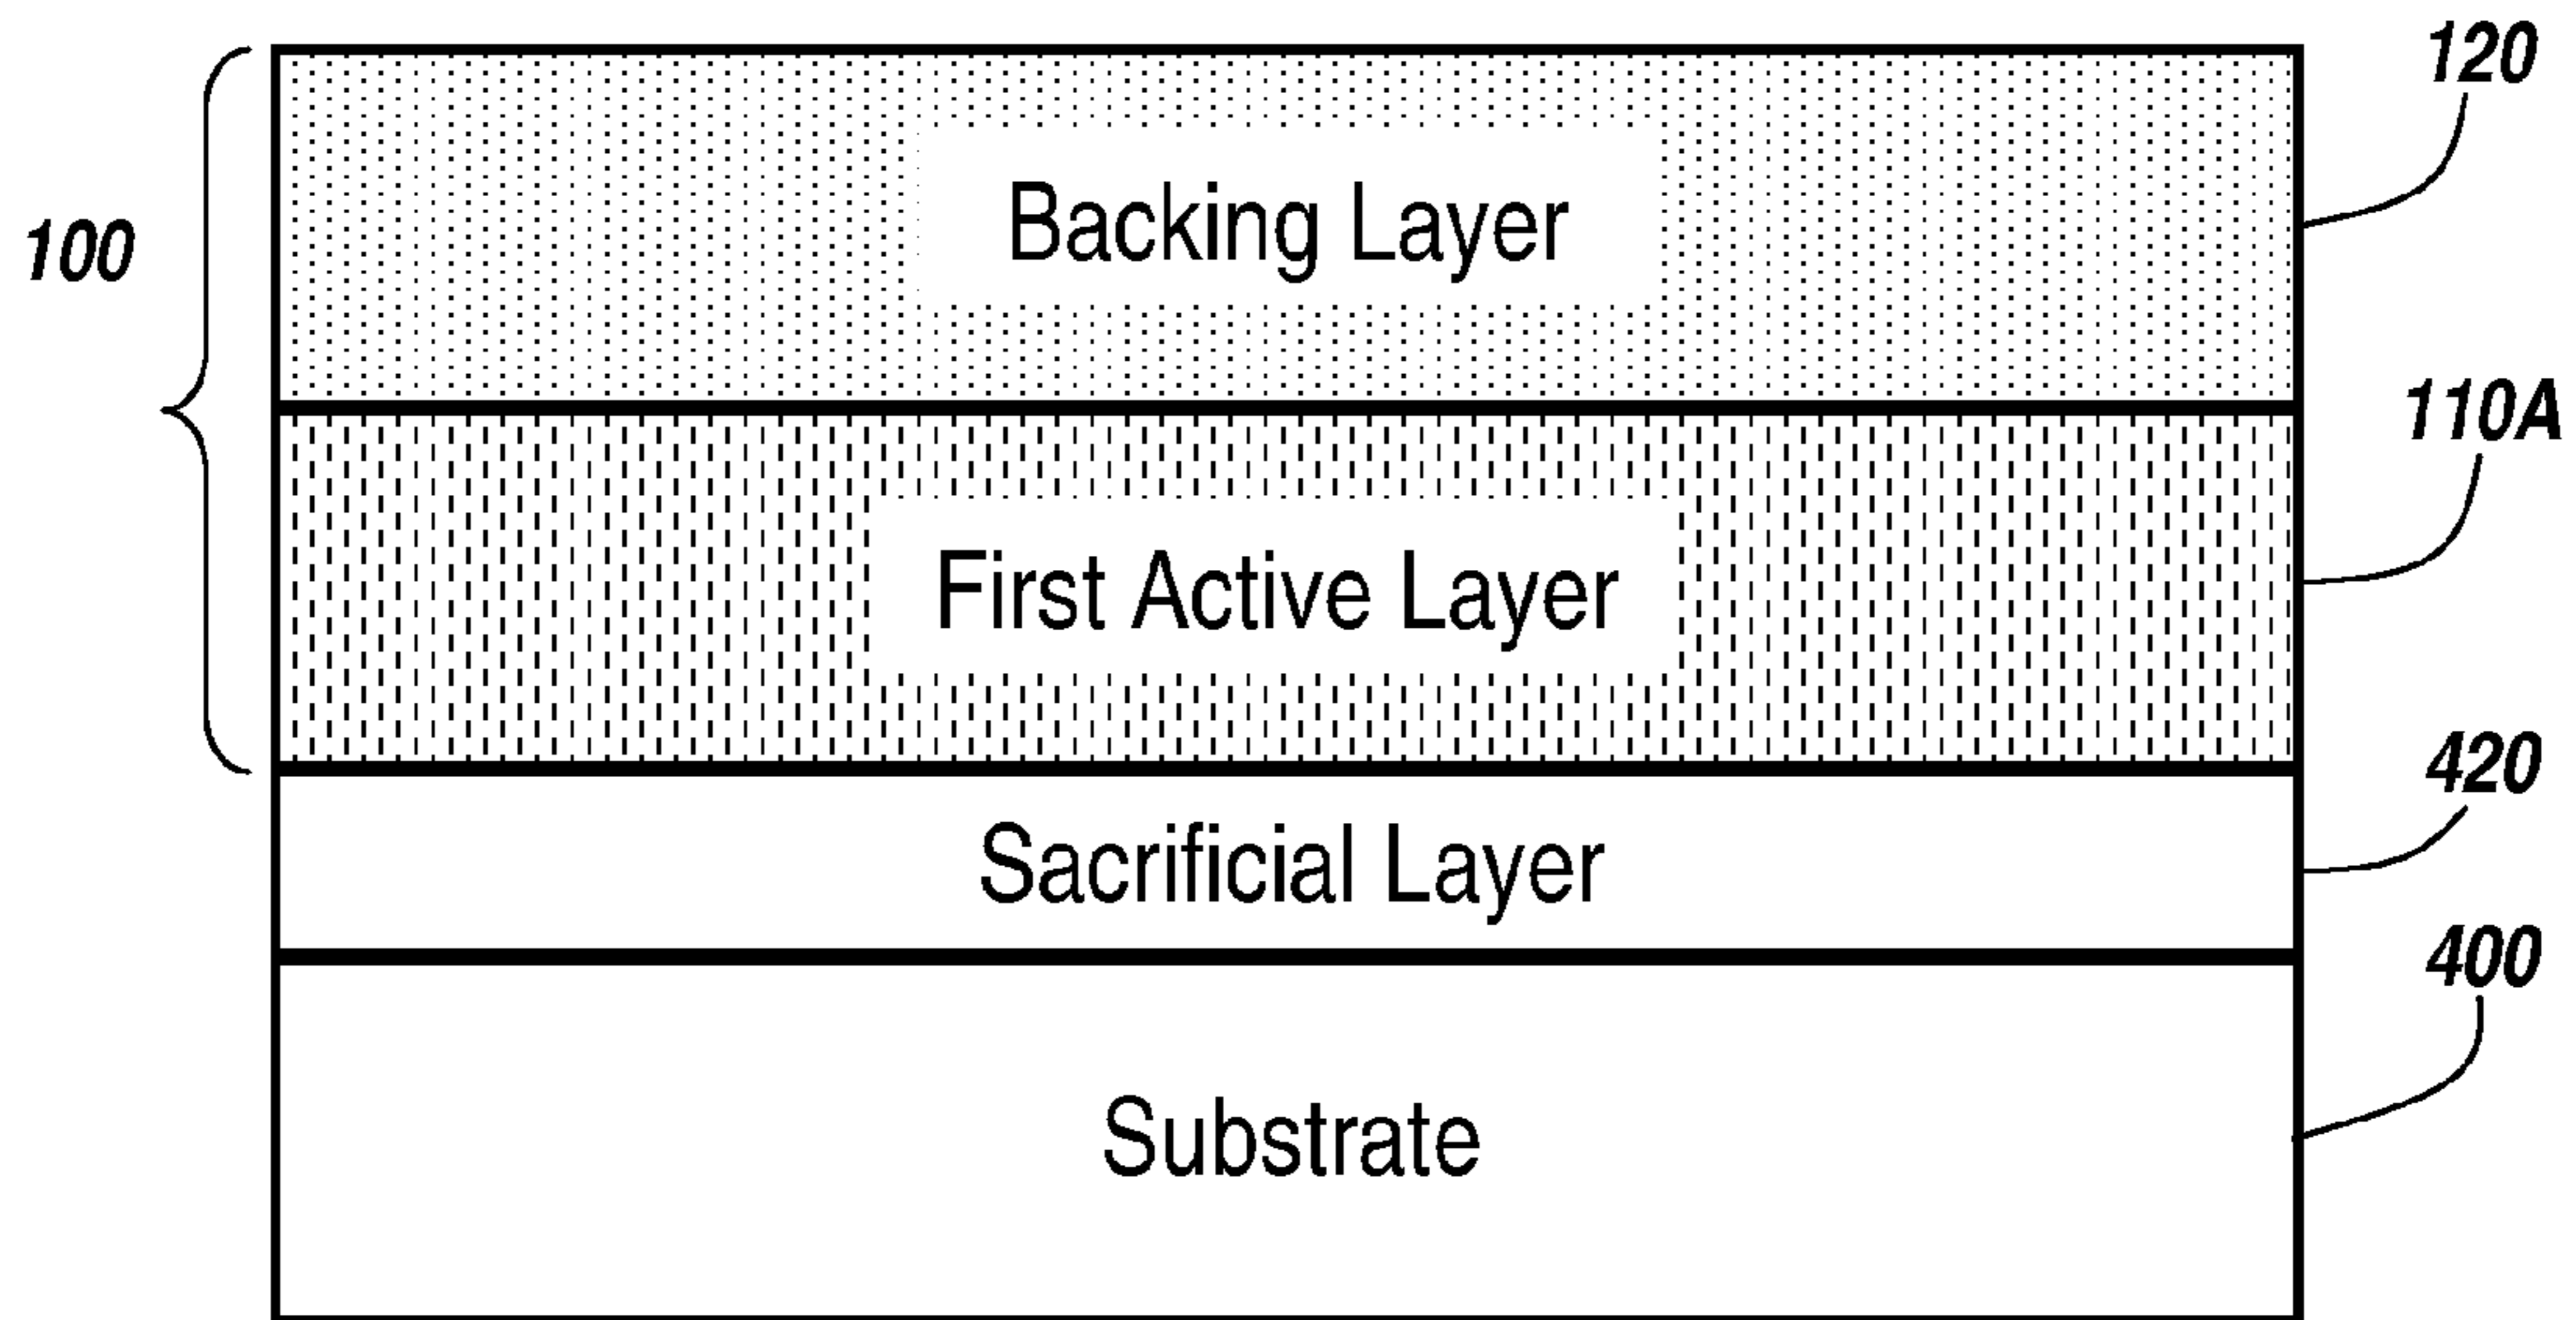 120
Backing Layer
100
110A
First Active Layer
420
Sacrificial Layer
400
Substrate